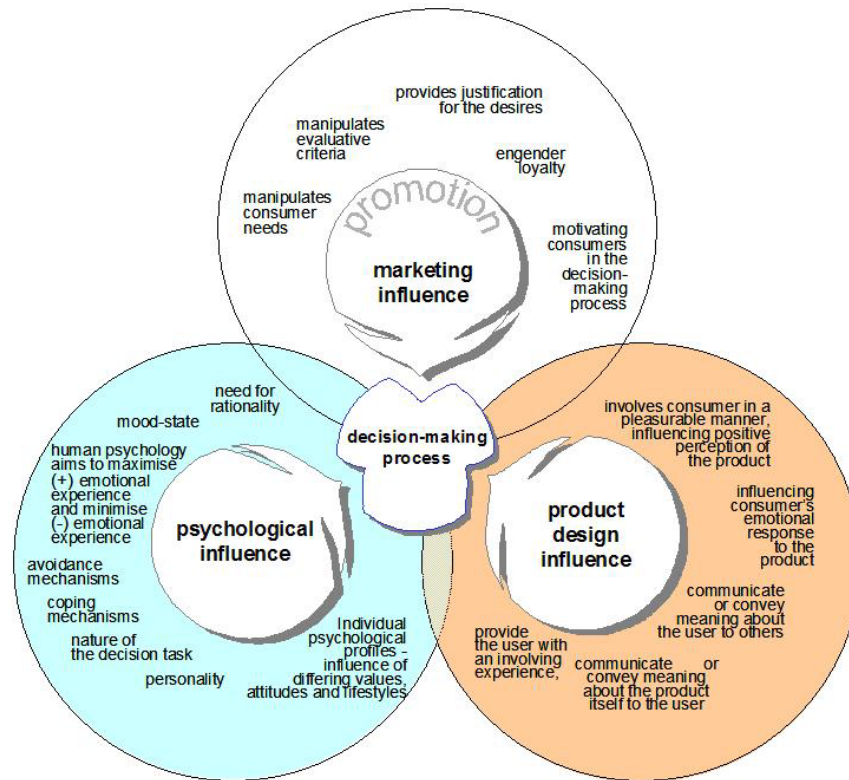 provides justification
for the desires
manipulates
evaluative
criteria
engender
loyalty
manipulates
consumer
needs
promotion
marketing
influence
motivating
consumers
in the
decision-
making
process
need for
rationality
mood-state
decision-making
process
human psychology
aims to maximise
(+) emotional
experience
and minimise
(-) emotional
experience
psychological
influence
avoidance
mechanisms
coping
mechanisms
nature of
the decision task
personality
Individual
psychological
profiles -
influence of
differing values,
attitudes and lifestyles
involves consumer in a
pleasurable manner,
influencing positive
perception of
the product
product
design
influence
influencing
consumer's
emotional
response
to the
product
communicate
or convey
meaning about
the user to others
provide
the user with
an involving
experience,
communicate or
convey meaning
about the product
itself to the user